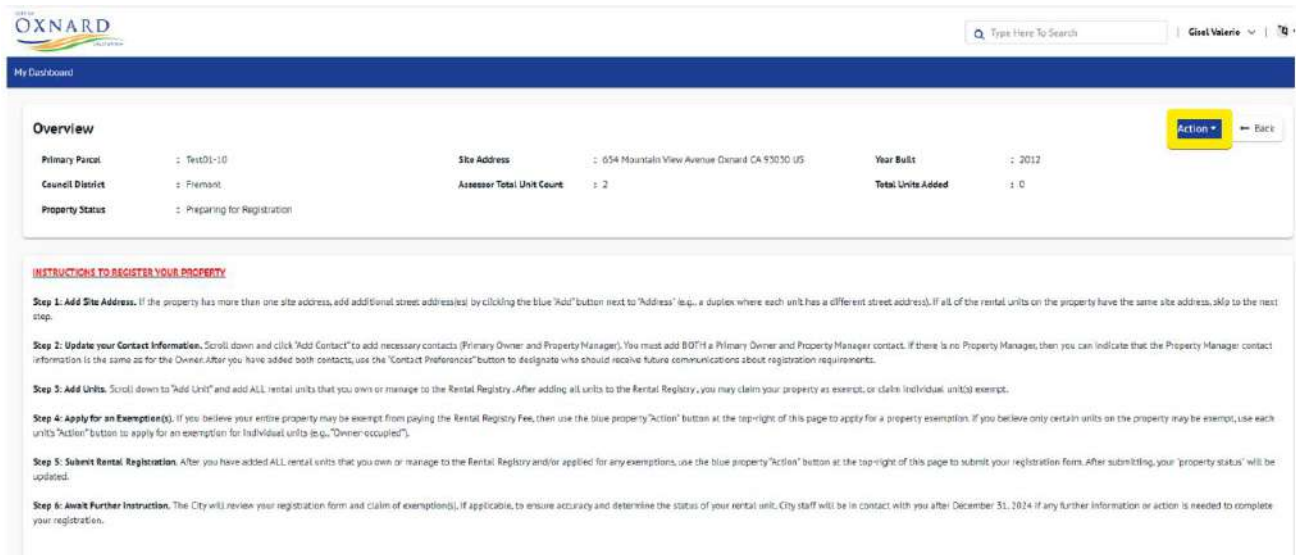 CITY OF
OXNARD
CALIFORNIA
Type Here To Search
Gisel Valerio
My Dashboard
Overview
Action
Back
Primary Parcel : Test01-10 Site Address : 654 Mountain View Avenue Oxnard CA 93030 US Year Built : 2012
Council District : Fremont Assessor Total Unit Count : 2 Total Units Added : 0
Property Status : Preparing for Registration
INSTRUCTIONS TO REGISTER YOUR PROPERTY
Step 1: Add Site Address. If the property has more than one site address, add additional street address(es) by clicking the blue "Add" button next to "Address" (e.g., a duplex where each unit has a different street address). If all of the rental units on the property have the same site address, skip to the next
step.
Step 2: Update your Contact Information. Scroll down and click "Add Contact" to add necessary contacts (Primary Owner and Property Manager). You must add BOTH a Primary Owner and Property Manager contact. If there is no Property Manager, then you can indicate that the Property Manager contact
information is the same as for the Owner. After you have added both contacts, use the "Contact Preferences" button to designate who should receive future communications about registration requirements.
Step 3: Add Units. Scroll down to "Add Unit" and add ALL rental units that you own or manage to the Rental Registry. After adding all units to the Rental Registry, you may claim your property as exempt, or claim individual unit(s) exempt.
Step 4: Apply for an Exemption(s). If you believe your entire property may be exempt from paying the Rental Registry Fee, then use the blue property "Action" button at the top-right of this page to apply for a property exemption. If you believe only certain units on the property may be exempt, use each
unit's "Action" button to apply for an exemption for individual units (e.g., "Owner-occupied").
Step 5: Submit Rental Registration. After you have added ALL rental units that you own or manage to the Rental Registry and/or applied for any exemptions, use the blue property "Action" button at the top-right of this page to submit your registration form. After submitting, your 'property status' will be
updated.
Step 6: Await Further Instruction. The City will review your registration form and claim of exemption(s), if applicable, to ensure accuracy and determine the status of your rental unit. City staff will be in contact with you after December 31, 2024 if any further information or action is needed to complete
your registration.